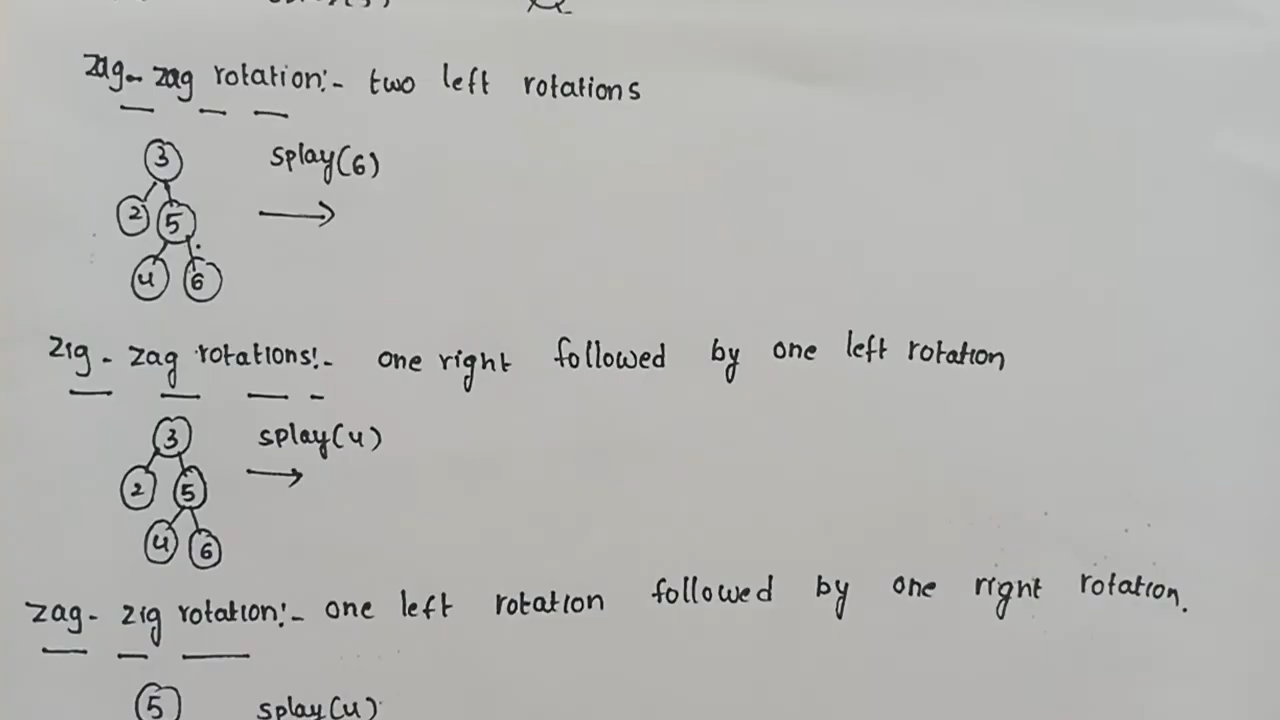 zag- zag rotation:- two left rotations
3 splay(6)
2 5
4 6
zig- zag rotations:- one right followed by one left rotation
3 splay(4)
2 5
4 6
zag- zig rotation:- one left rotation followed by one right rotation.
5 splay(4)